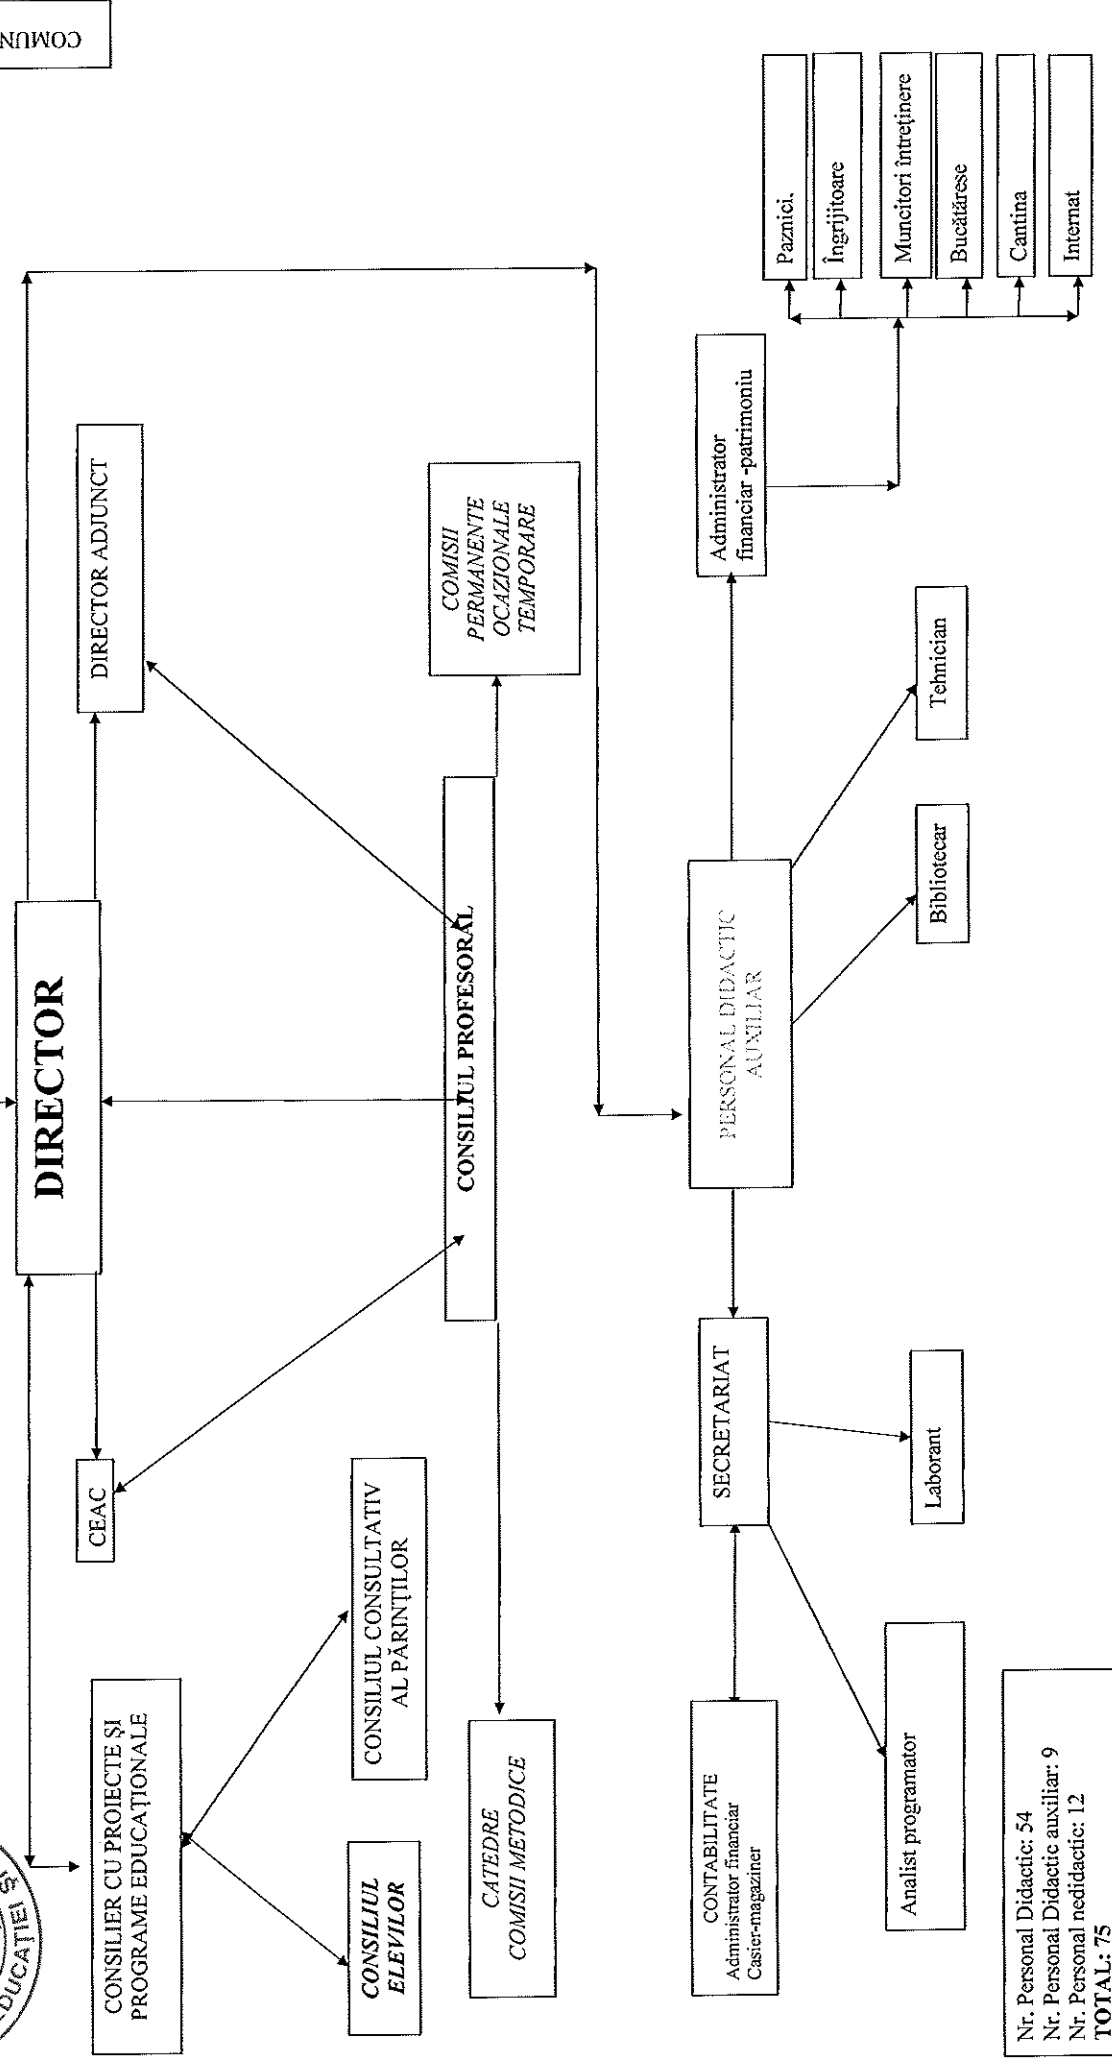 EDUCAȚIEI ȘI
DIRECTOR
CONSILIER CU PROIECTE ȘI
PROGRAME EDUCAȚIONALE
CEAC
DIRECTOR ADJUNCT
CONSILIUL
ELEVILOR
CONSILIUL CONSULTATIV
AL PĂRINȚILOR
CONSILIUL PROFESORAL
COMISII
PERMANENTE
OCAZIONALE
TEMPORARE
CATEDRE
COMISII METODICE
CONTABILITATE
Administrator financiar
Casier-magaziner
SECRETARIAT
PERSONAL DIDACTIC
AUXILIAR
Administrator
financiar -patrimoniu
Analist programator
Laborant
Bibliotecar
Tehnician
Paznici.
Îngrijitoare
Muncitori întreținere
Bucătărese
Cantina
Internat
Nr. Personal Didactic: 54
Nr. Personal Didactic auxiliar: 9
Nr. Personal nedidactic: 12
TOTAL: 75